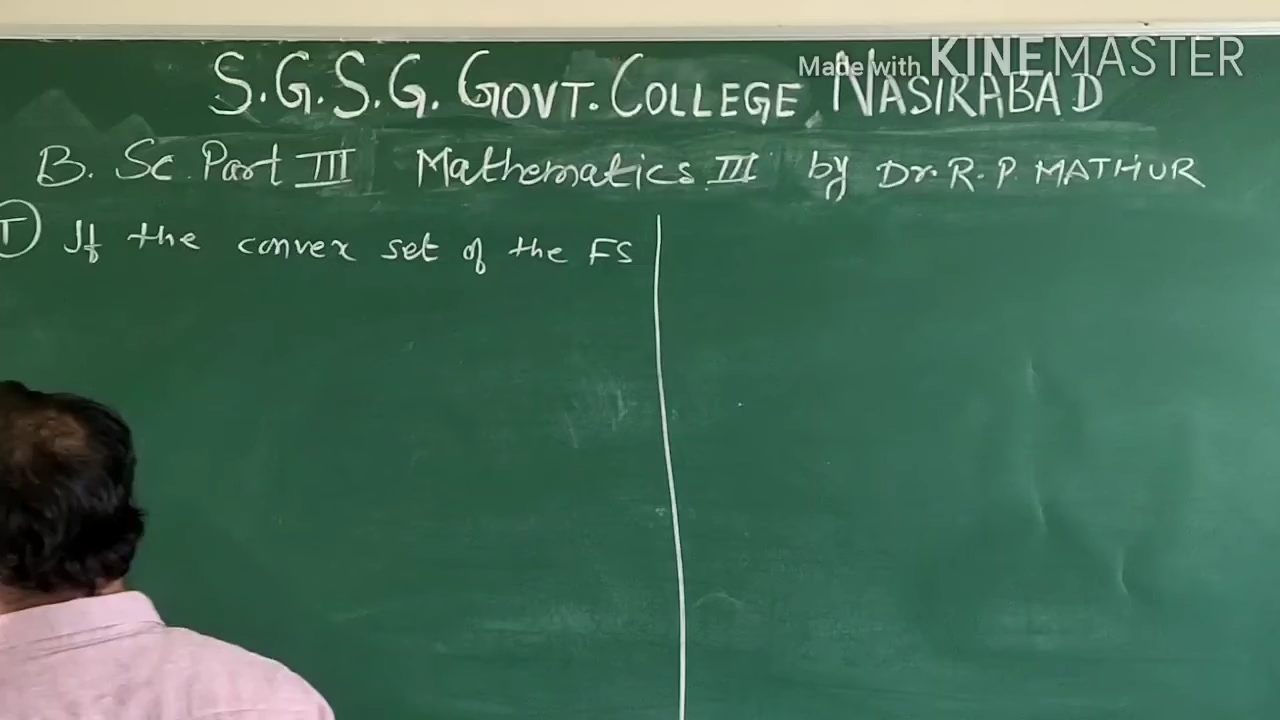 Made with KINEMASTER
S.G.S.G. GOVT. COLLEGE, NASIRABAD
B. Sc. Part III Mathematics III by Dr. R. P. MATHUR
T If the convex set of the FS